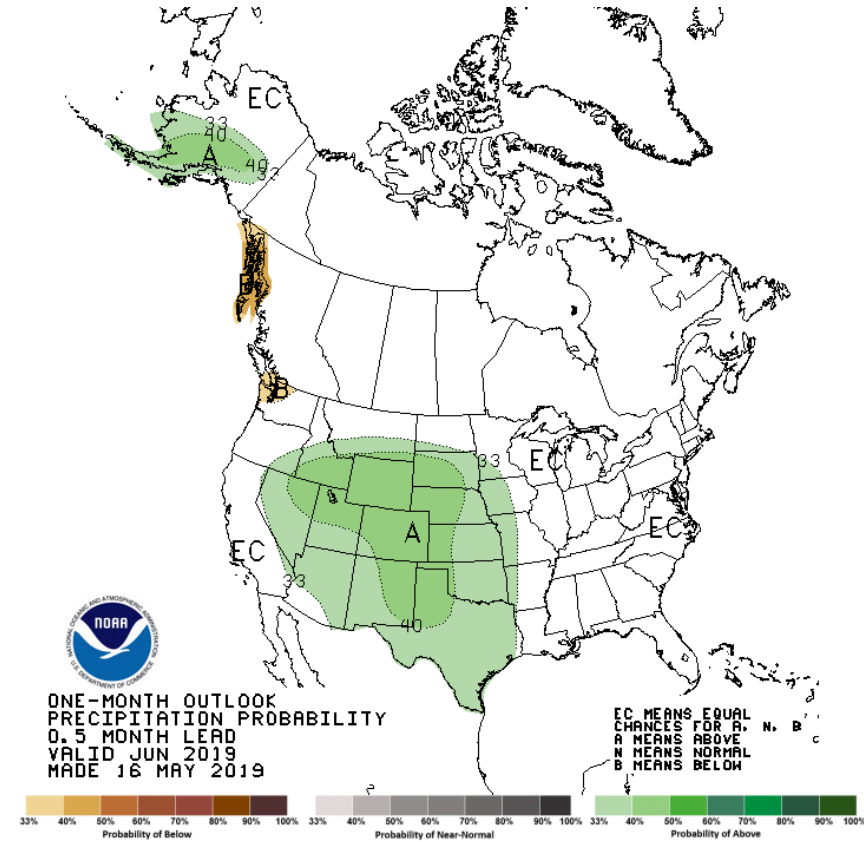 EC
33
40
A
40
33
B
B
33
EC
A
EC
EC
33
40
NATIONAL OCEANIC AND ATMOSPHERIC ADMINISTRATION
NOAA
U.S. DEPARTMENT OF COMMERCE
ONE-MONTH OUTLOOK
PRECIPITATION PROBABILITY
0.5 MONTH LEAD
VALID JUN 2019
MADE 16 MAY 2019
EC MEANS EQUAL
CHANCES FOR A, N, B
A MEANS ABOVE
N MEANS NORMAL
B MEANS BELOW
33% 40% 50% 60% 70% 80% 90% 100%
Probability of Below
33% 40% 50% 60% 70% 80% 90% 100%
Probability of Near-Normal
33% 40% 50% 60% 70% 80% 90% 100%
Probability of Above